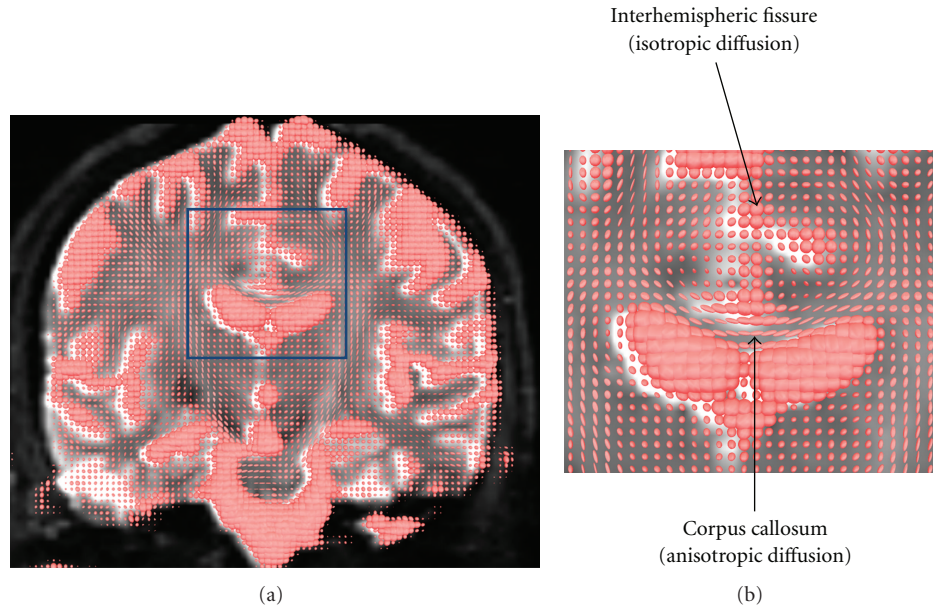 Interhemispheric fissure
(isotropic diffusion)
Corpus callosum
(anisotropic diffusion)
(a)
(b)